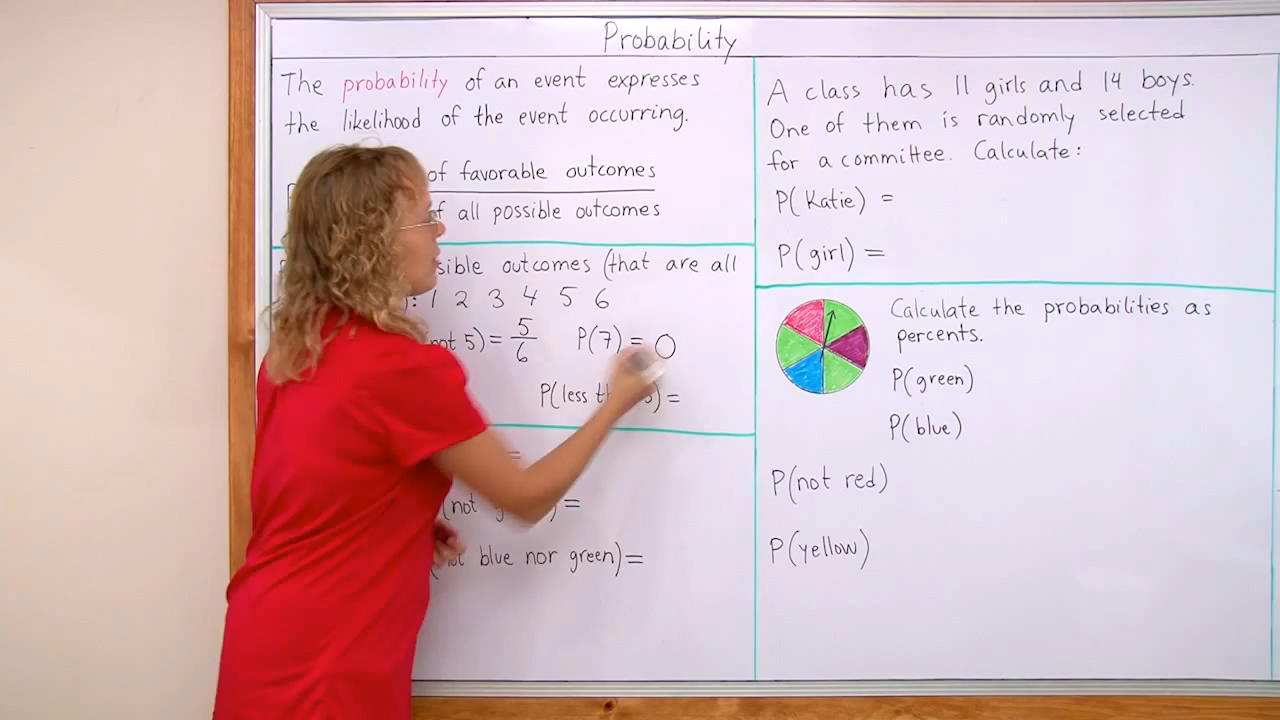 Probability
The probability of an event expresses
the likelihood of the event occurring.
of favorable outcomes
of all possible outcomes
outcomes (that are all
: 1 2 3 4 5 6
5) = 5/6 P(7) = 0
P(less =
=
(not =
blue nor green) =
A class has 11 girls and 14 boys.
One of them is randomly selected
for a committee. Calculate:
P(Katie) =
P(girl) =
Calculate the probabilities as
percents.
P(green)
P(blue)
P(not red)
P(yellow)